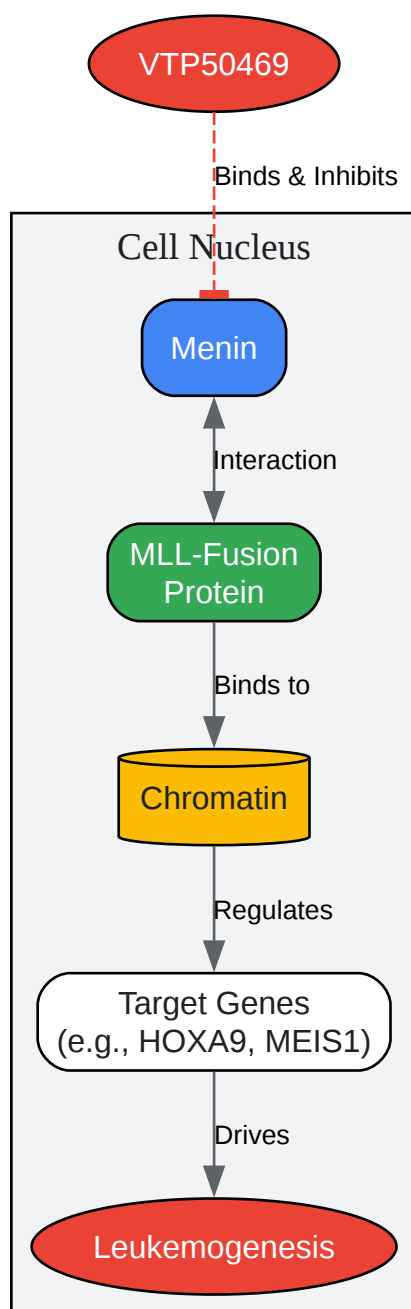 VTP50469
Binds & Inhibits
Cell Nucleus
Menin
Interaction
MLL-Fusion
Protein
Binds to
Chromatin
Regulates
Target Genes
(e.g., HOXA9, MEIS1)
Drives
Leukemogenesis